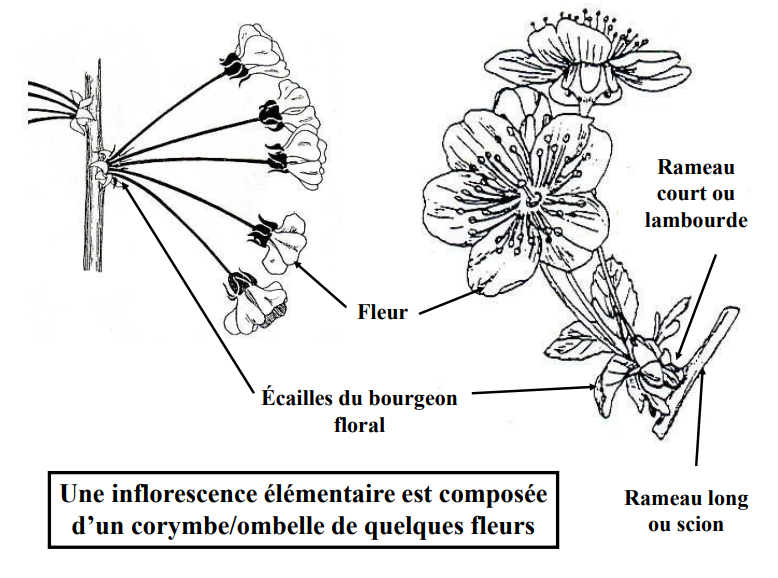 Rameau
court ou
lambourde
Fleur
Écailles du bourgeon
floral
Une inflorescence élémentaire est composée
d’un corymbe/ombelle de quelques fleurs
Rameau long
ou scion